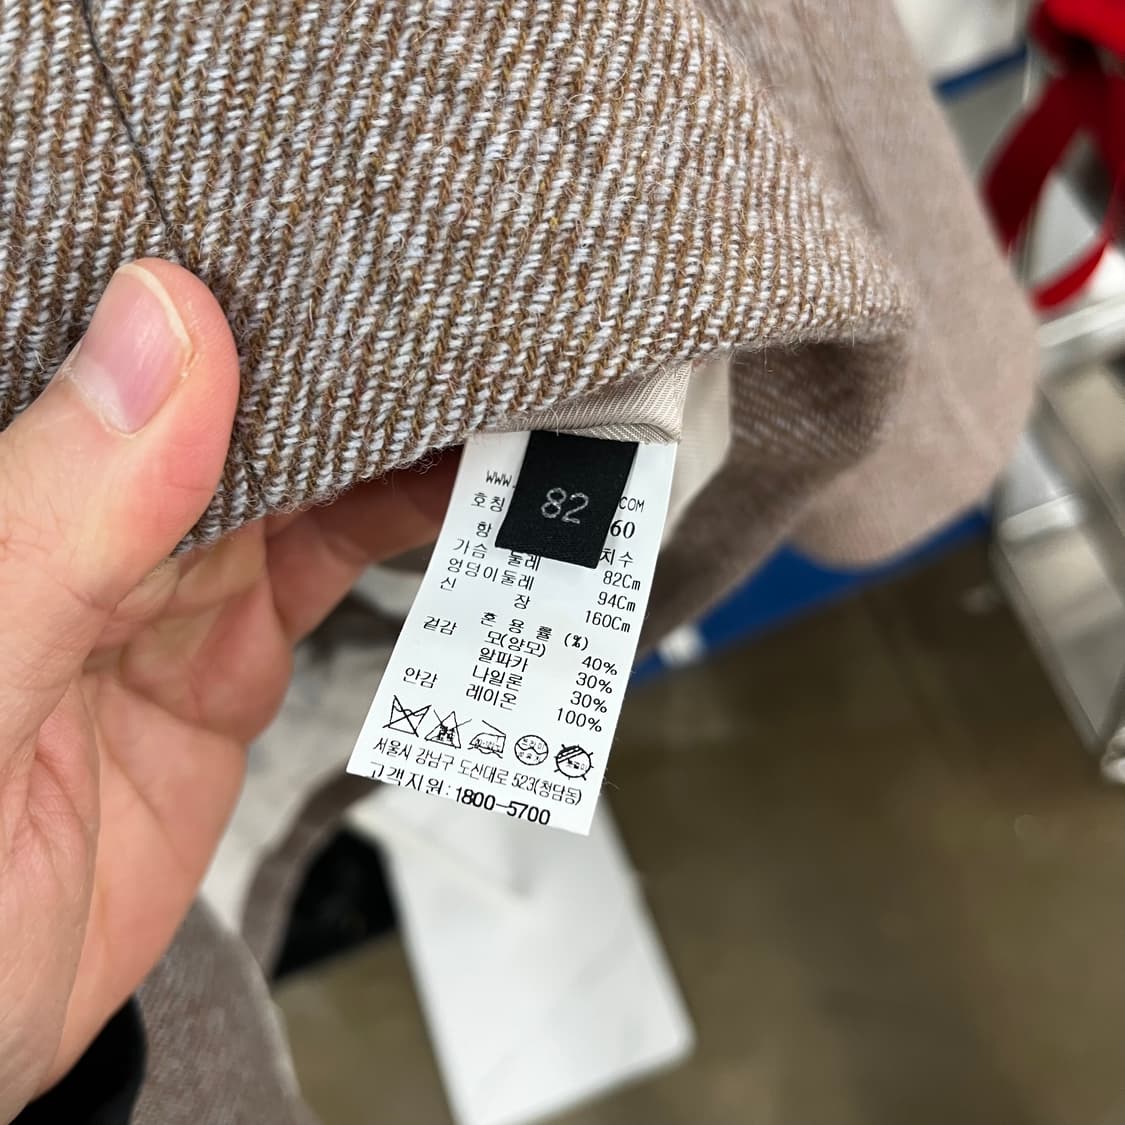 82
WWW. COM
호칭 60
항 치수
가슴 둘레 82Cm
엉덩이둘레 94Cm
신 장 160Cm
혼 용 률 (%)
겉감 모(양모) 40%
알파카 30%
나일론 30%
안감 레이온 100%
서울시 강남구 도산대로 523(청담동)
고객지원: 1800-5700